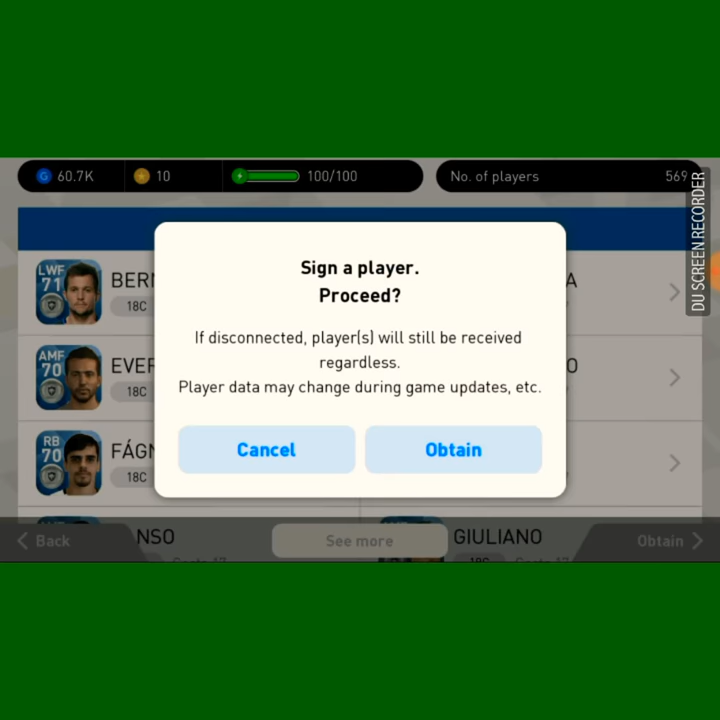 60.7K 10 100/100 No. of players 569
DU SCREEN RECORDER
Sign a player.
Proceed?
If disconnected, player(s) will still be received
regardless.
Player data may change during game updates, etc.
Cancel Obtain
LWF
71
BER
18C
A
AMF
70
EVER
18C
O
RB
70
FÁGN
18C
NSO
GIULIANO
Back See more Obtain